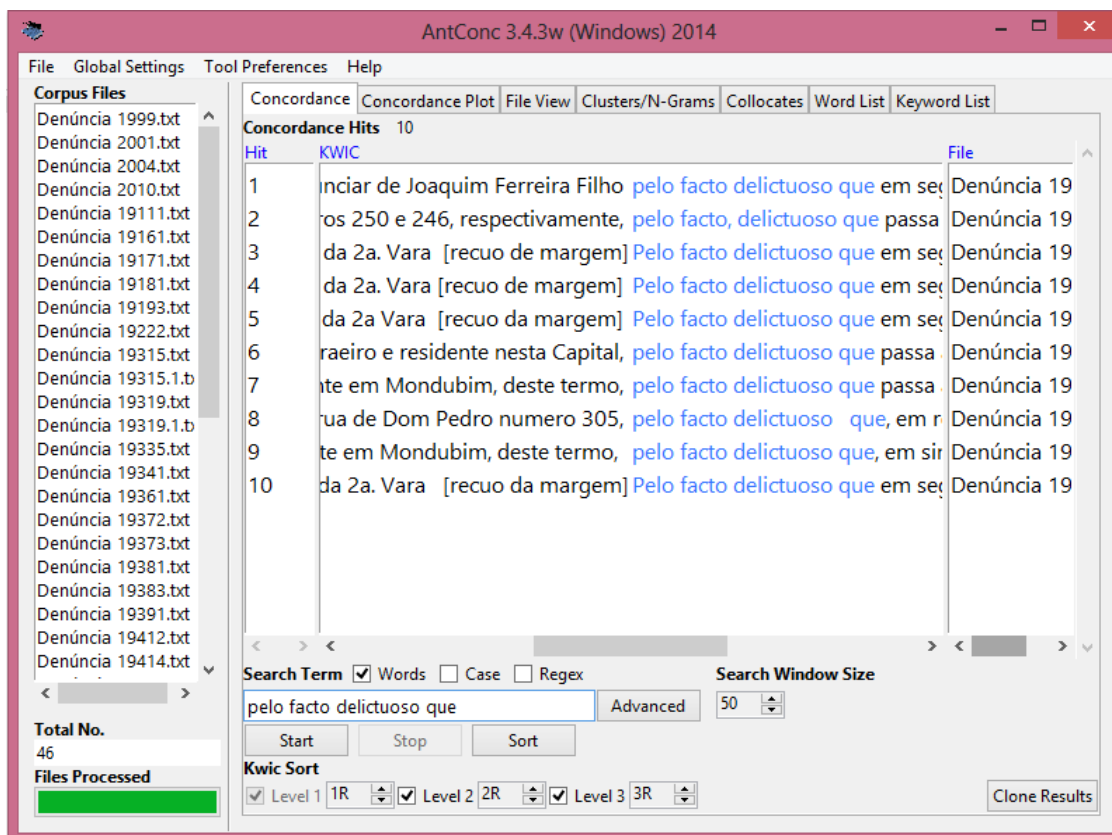 AntConc 3.4.3w (Windows) 2014
File Global Settings Tool Preferences Help
Corpus Files
Denúncia 1999.txt
Denúncia 2001.txt
Denúncia 2004.txt
Denúncia 2010.txt
Denúncia 19111.txt
Denúncia 19161.txt
Denúncia 19171.txt
Denúncia 19181.txt
Denúncia 19193.txt
Denúncia 19222.txt
Denúncia 19315.txt
Denúncia 19315.1.t
Denúncia 19319.txt
Denúncia 19319.1.t
Denúncia 19335.txt
Denúncia 19341.txt
Denúncia 19361.txt
Denúncia 19372.txt
Denúncia 19373.txt
Denúncia 19381.txt
Denúncia 19383.txt
Denúncia 19391.txt
Denúncia 19412.txt
Denúncia 19414.txt
Total No.
46
Files Processed
Concordance Concordance Plot File View Clusters/N-Grams Collocates Word List Keyword List
Concordance Hits 10
Hit KWIC File
1 nciar de Joaquim Ferreira Filho pelo facto delictuoso que em se Denúncia 19
2 ros 250 e 246, respectivamente, pelo facto, delictuoso que passa Denúncia 19
3 da 2a. Vara [recuo de margem] Pelo facto delictuoso que em se Denúncia 19
4 da 2a. Vara [recuo de margem] Pelo facto delictuoso que em se Denúncia 19
5 da 2a Vara [recuo da margem] Pelo facto delictuoso que em se Denúncia 19
6 raeiro e residente nesta Capital, pelo facto delictuoso que passa Denúncia 19
7 nte em Mondubim, deste termo, pelo facto delictuoso que passa Denúncia 19
8 rua de Dom Pedro numero 305, pelo facto delictuoso que, em r Denúncia 19
9 te em Mondubim, deste termo, pelo facto delictuoso que, em sir Denúncia 19
10 da 2a. Vara [recuo da margem] Pelo facto delictuoso que em se Denúncia 19
Search Term Words Case Regex Search Window Size
pelo facto delictuoso que Advanced 50
Start Stop Sort
Kwic Sort
Level 1 1R Level 2 2R Level 3 3R Clone Results